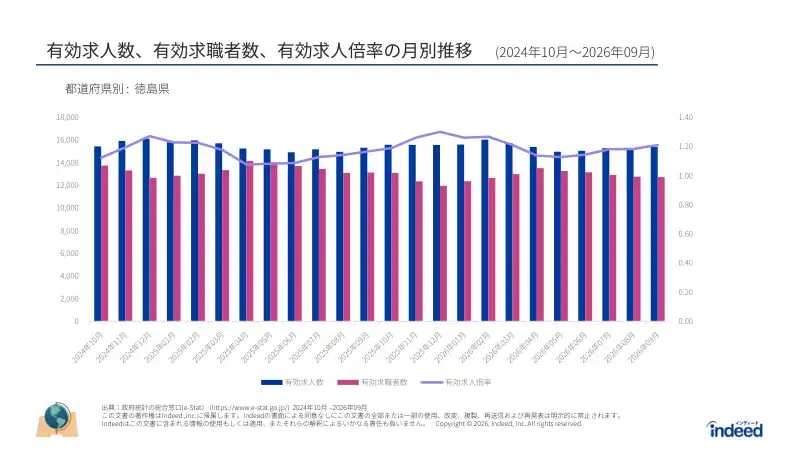 有効求人数、有効求職者数、有効求人倍率の月別推移 (2024年10月～2026年09月)
都道府県別 : 徳島県
18,000
16,000
14,000
12,000
10,000
8,000
6,000
4,000
2,000
0
1.40
1.20
1.00
0.80
0.60
0.40
0.20
0.00
2024年10月
2024年11月
2024年12月
2025年01月
2025年02月
2025年03月
2025年04月
2025年05月
2025年06月
2025年07月
2025年08月
2025年09月
2025年10月
2025年11月
2025年12月
2026年01月
2026年02月
2026年03月
2026年04月
2026年05月
2026年06月
2026年07月
2026年08月
2026年09月
有効求人数 有効求職者数 有効求人倍率
出典：政府統計の総合窓口(e-Stat) (https://www.e-stat.go.jp/) 2024年10月 –2026年09月
この文書の著作権はIndeed ,inc.に帰属します。Indeedの書面による同意なしにこの文書の全部または一部の使用、改変、複製、再送信および再発表は明示的に禁止されます。
Indeedはこの文書に含まれる情報の使用もしくは適用、またそれらの解釈によるいかなる責任も負いません。 Copyright © 2026, Indeed, Inc. All rights reserved.
インディード
indeed